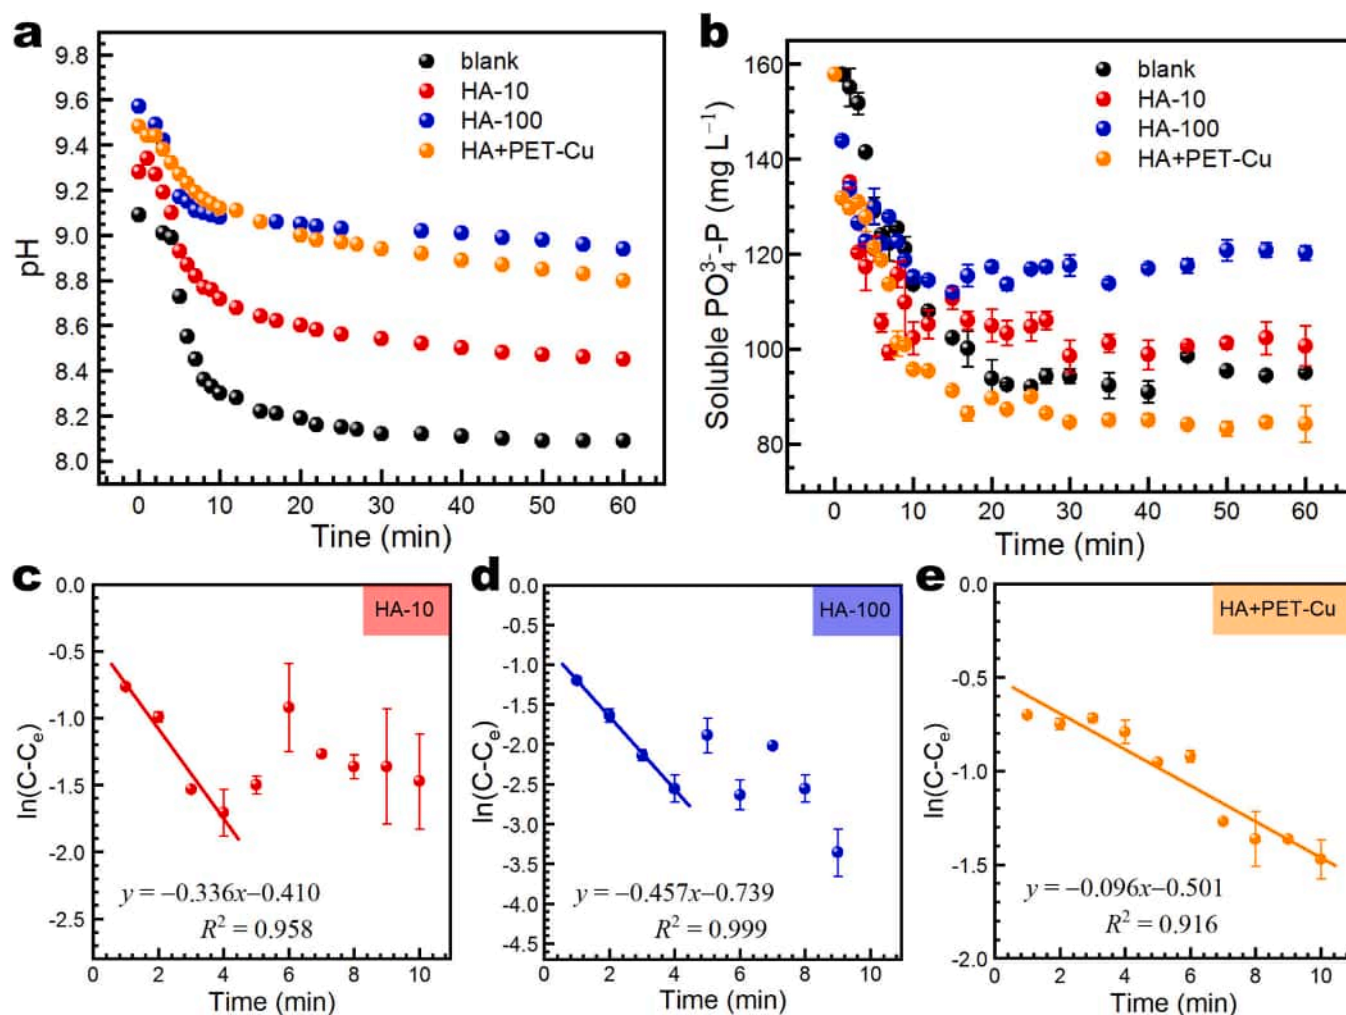 a
9.8
9.6
9.4
9.2
9.0
8.8
8.6
8.4
8.2
8.0
pH
blank
HA-10
HA-100
HA+PET-Cu
0 10 20 30 40 50 60
Tine (min)
b
160
140
120
100
80
Soluble PO₄³⁻-P (mg L⁻¹)
blank
HA-10
HA-100
HA+PET-Cu
0 10 20 30 40 50 60
Time (min)
c
0.0
-0.5
-1.0
-1.5
-2.0
-2.5
ln(C-Cₑ)
HA-10
y = −0.336x−0.410
R² = 0.958
0 2 4 6 8 10
Time (min)
d
0.0
-0.5
-1.0
-1.5
-2.0
-2.5
-3.0
-3.5
-4.0
-4.5
ln(C-Cₑ)
HA-100
y = −0.457x−0.739
R² = 0.999
0 2 4 6 8 10
Time (min)
e
0.0
-0.5
-1.0
-1.5
-2.0
ln(C-Cₑ)
HA+PET-Cu
y = −0.096x−0.501
R² = 0.916
0 2 4 6 8 10
Time (min)